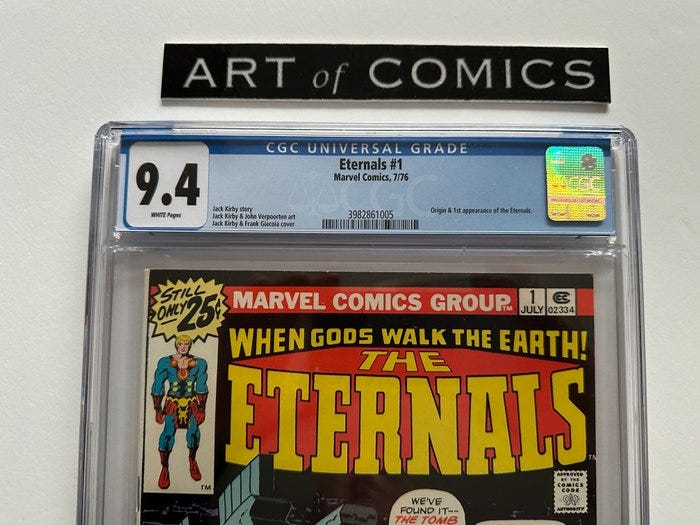 ART of COMICS
CGC UNIVERSAL GRADE
9.4
WHITE Pages
Eternals #1
Marvel Comics, 7/76
Jack Kirby story
Jack Kirby & John Verpoorten art
Jack Kirby & Frank Giacoia cover
3982861005
Origin & 1st appearance of the Eternals.
CGC
STILL
ONLY 25¢
MARVEL COMICS GROUP TM
1
JULY
CC
02334
WHEN GODS WALK THE EARTH!
THE
ETERNALS
TM
TM
APPROVED
BY THE
COMICS
CODE
AUTHORITY
WE'VE
FOUND IT--
THE TOMB